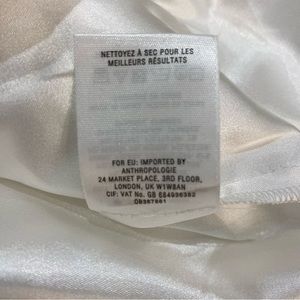 NETTOYEZ À SEC POUR LES
MEILLEURS RÉSULTATS
FOR EU: IMPORTED BY
ANTHROPOLOGIE
24 MARKET PLACE, 3RD FLOOR,
LONDON, UK W1W8AN
CIF: VAT No. GB 684936382